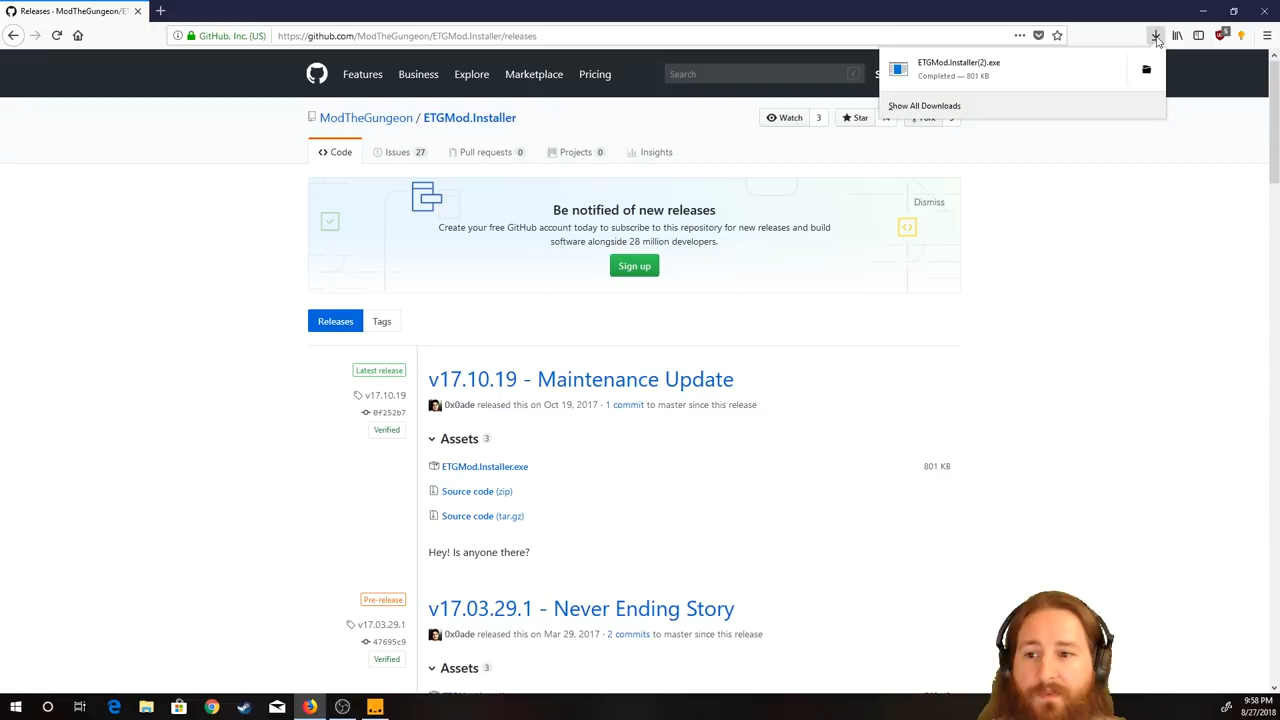 Releases - ModTheGungeon/ET
GitHub, Inc. (US)
https://github.com/ModTheGungeon/ETGMod.Installer/releases
5
ETGMod.Installer(2).exe
Completed — 801 KB
Show All Downloads
Features
Business
Explore
Marketplace
Pricing
Search
/
S
ModTheGungeon / ETGMod.Installer
Watch
3
Star
Code
Issues 27
Pull requests 0
Projects 0
Insights
Be notified of new releases
Dismiss
Create your free GitHub account today to subscribe to this repository for new releases and build
software alongside 28 million developers.
Sign up
Releases
Tags
Latest release
v17.10.19
0f252b7
Verified
v17.10.19 - Maintenance Update
0x0ade released this on Oct 19, 2017 · 1 commit to master since this release
Assets 3
ETGMod.Installer.exe
801 KB
Source code (zip)
Source code (tar.gz)
Hey! Is anyone there?
Pre-release
v17.03.29.1
47695c9
Verified
v17.03.29.1 - Never Ending Story
0x0ade released this on Mar 29, 2017 · 2 commits to master since this release
Assets 3
9:58 PM
8/27/2018